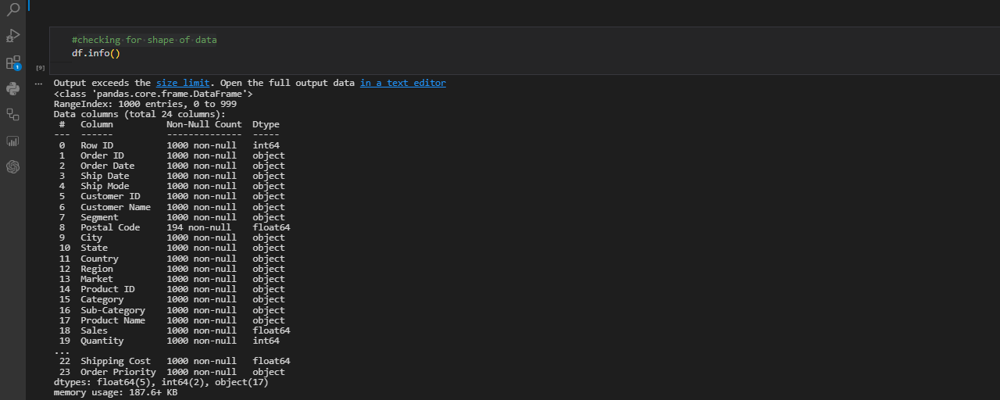 #checking for shape of data
df.info()
[9]
1
... Output exceeds the size limit. Open the full output data in a text editor
<class 'pandas.core.frame.DataFrame'>
RangeIndex: 1000 entries, 0 to 999
Data columns (total 24 columns):
 #   Column          Non-Null Count  Dtype
---  ------          --------------  -----
 0   Row ID          1000 non-null   int64
 1   Order ID        1000 non-null   object
 2   Order Date      1000 non-null   object
 3   Ship Date       1000 non-null   object
 4   Ship Mode       1000 non-null   object
 5   Customer ID     1000 non-null   object
 6   Customer Name   1000 non-null   object
 7   Segment         1000 non-null   object
 8   Postal Code     194 non-null    float64
 9   City            1000 non-null   object
 10  State           1000 non-null   object
 11  Country         1000 non-null   object
 12  Region          1000 non-null   object
 13  Market          1000 non-null   object
 14  Product ID      1000 non-null   object
 15  Category        1000 non-null   object
 16  Sub-Category    1000 non-null   object
 17  Product Name    1000 non-null   object
 18  Sales           1000 non-null   float64
 19  Quantity        1000 non-null   int64
...
 22  Shipping Cost   1000 non-null   float64
 23  Order Priority  1000 non-null   object
dtypes: float64(5), int64(2), object(17)
memory usage: 187.6+ KB